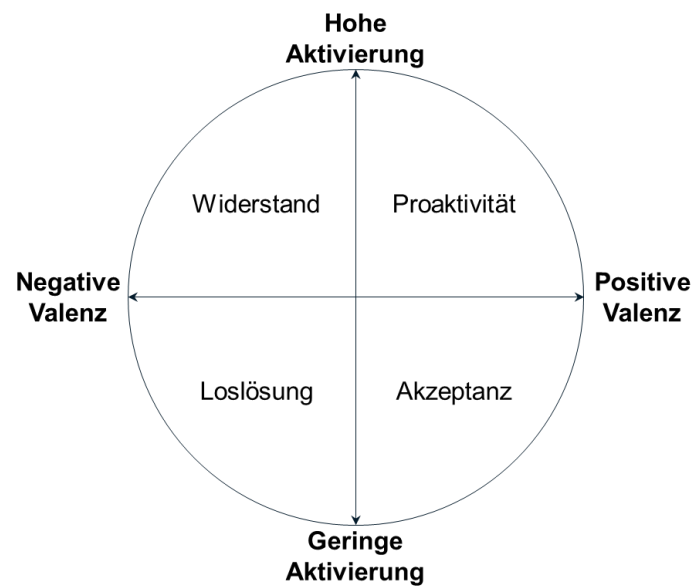 Hohe
Aktivierung
Widerstand
Proaktivität
Negative
Valenz
Positive
Valenz
Loslösung
Akzeptanz
Geringe
Aktivierung